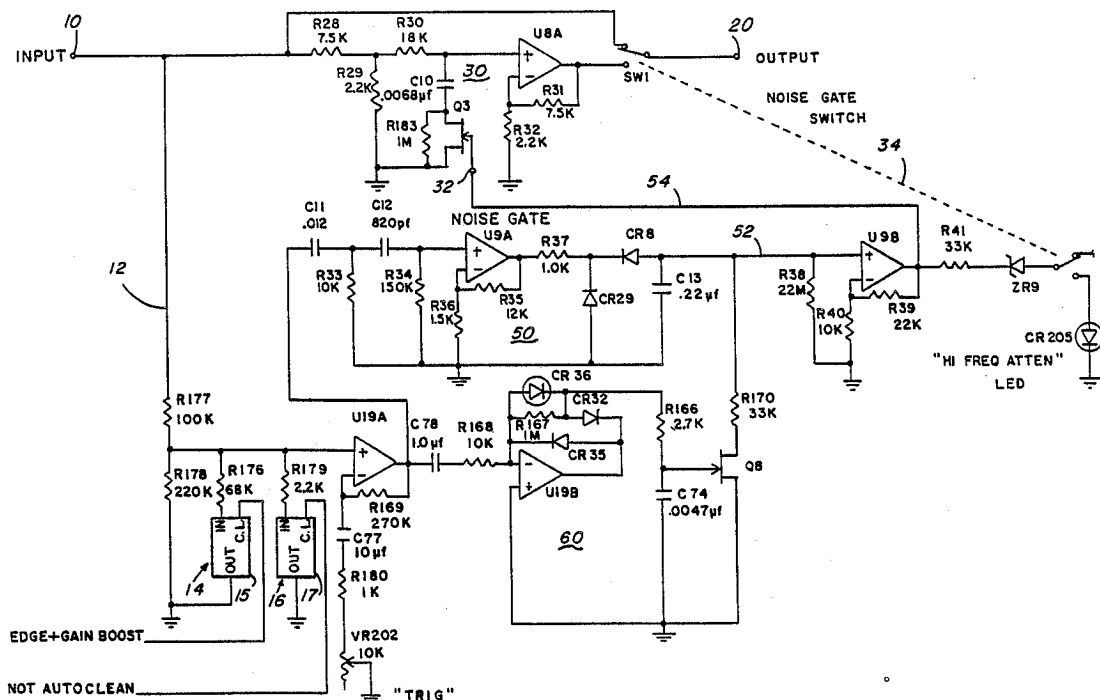 10
INPUT
R28
7.5K
R30
18K
U8A
20
OUTPUT
SW1
R29
2.2K
C10
.0068µf
30
Q3
R183
1M
R31
7.5K
R32
2.2K
32
NOISE GATE
SWITCH
34
54
C11
.012
C12
820pf
NOISE GATE
U9A
R37
1.0K
CR8
52
U9B
R41
33K
12
R33
10K
R34
150K
R35
12K
R36
1.5K
50
CR29
C13
.22µf
R38
22M
R39
22K
R40
10K
ZR9
CR205
"HI FREQ ATTEN"
LED
R177
100K
U19A
C78
1.0µf
R168
10K
CR36
CR32
R167
1M
CR35
U19B
R166
2.7K
R170
33K
Q8
C74
.0047µf
60
R178
220K
R176
68K
R179
2.2K
R169
270K
IN
C.L.
OUT
IN
C.L.
OUT
14
15
16
17
C77
10µf
R180
1K
VR202
10K
"TRIG"
EDGE+GAIN BOOST
NOT AUTOCLEAN